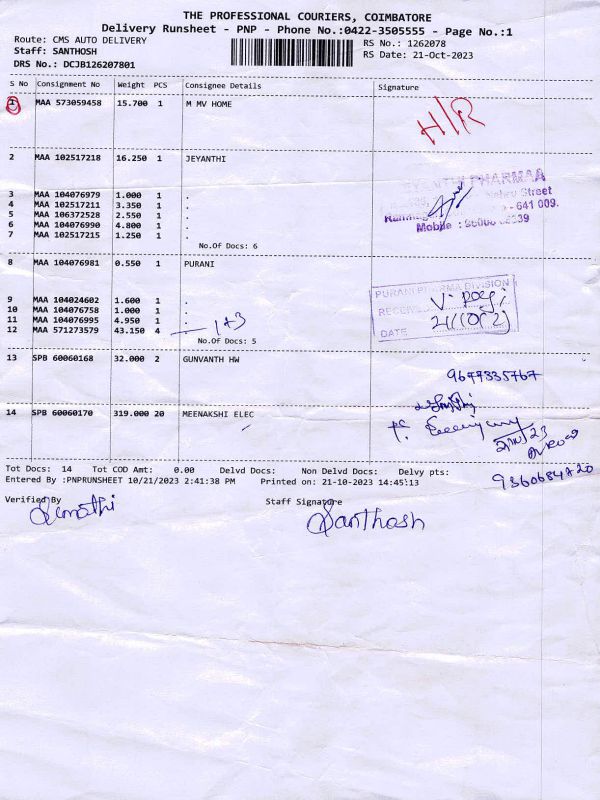 THE PROFESSIONAL COURIERS, COIMBATORE
Delivery Runsheet - PNP - Phone No.:0422-3505555 - Page No.:1
Route: CMS AUTO DELIVERY
RS No.: 1262078
Staff: SANTHOSH
RS Date: 21-Oct-2023
DRS No.: DCJB126207801
S No Consignment No Weight PCS Consignee Details Signature
1 MAA 573059458 15.700 1 M MV HOME
H/R
2 MAA 102517218 16.250 1 JEYANTHI
PHARMAA
Street
- 641 009.
Mobile :
3 MAA 104076979 1.000 1 .
4 MAA 102517211 3.350 1 .
5 MAA 106372528 2.550 1 .
6 MAA 104076990 4.800 1 .
7 MAA 102517215 1.250 1 .
No.Of Docs: 6
8 MAA 104076981 0.550 1 PURANI
PURANI PHARMA DIVISION
RECEIVED
DATE
9 MAA 104024602 1.600 1 .
10 MAA 104076758 1.000 1 .
11 MAA 104076995 4.950 1 .
12 MAA 571273579 43.150 4 - 1+3
No.Of Docs: 5
13 SPB 60060168 32.000 2 GUNVANTH HW
9677335767
14 SPB 60060170 319.000 20 MEENAKSHI ELEC
9360684720
Tot Docs: 14 Tot COD Amt: 0.00 Delvd Docs: Non Delvd Docs: Delvy pts:
Entered By :PNPRUNSHEET 10/21/2023 2:41:38 PM Printed on: 21-10-2023 14:45:13
Verified By
Staff Signature
Santhosh